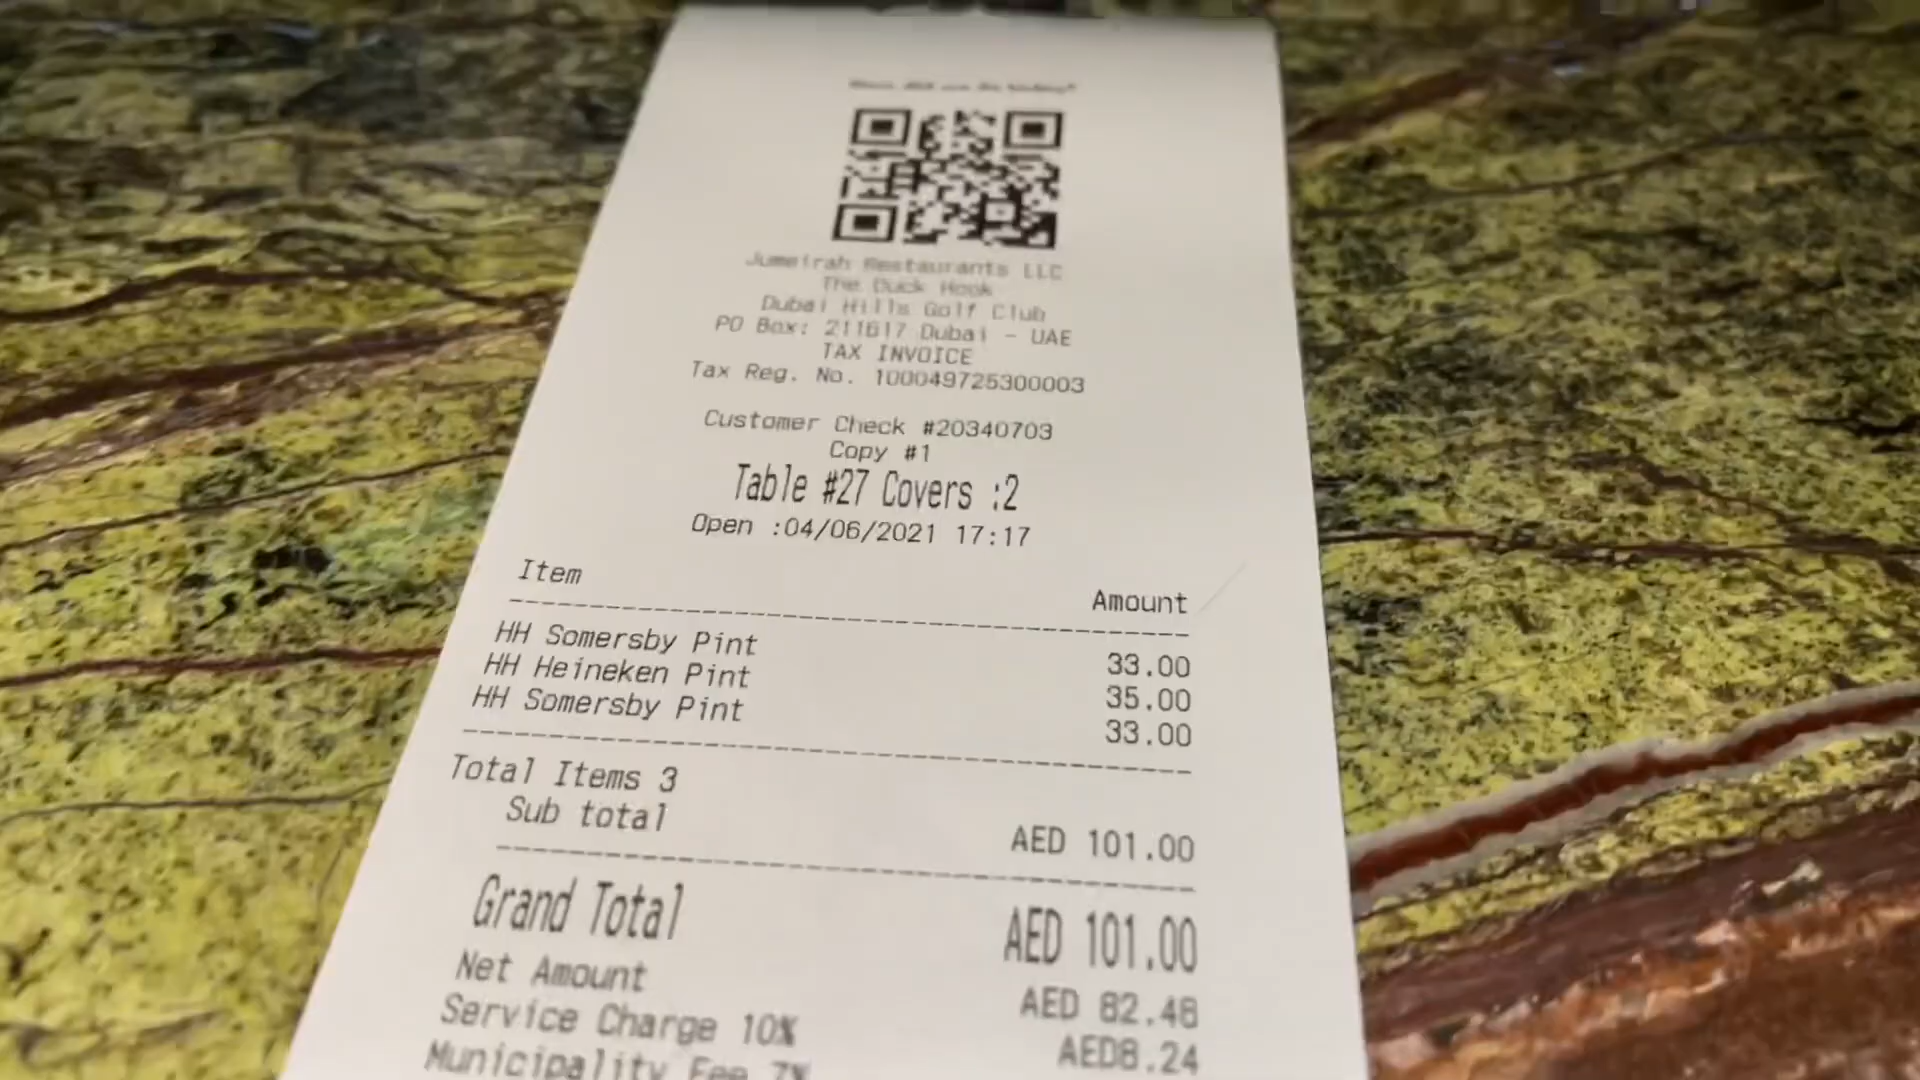 Jumeirah Restaurants LLC
The Duck Hook
Dubai Hills Golf Club
PO Box: 211617 Dubai - UAE
TAX INVOICE
Tax Reg. No. 100049725300003
Customer Check #20340703
Copy #1
Table #27 Covers :2
Open :04/06/2021 17:17
Item Amount
HH Somersby Pint 33.00
HH Heineken Pint 35.00
HH Somersby Pint 33.00
Total Items 3
Sub total AED 101.00
Grand Total AED 101.00
Net Amount AED 82.48
Service Charge 10% AED8.24
Municipality Fee 7%